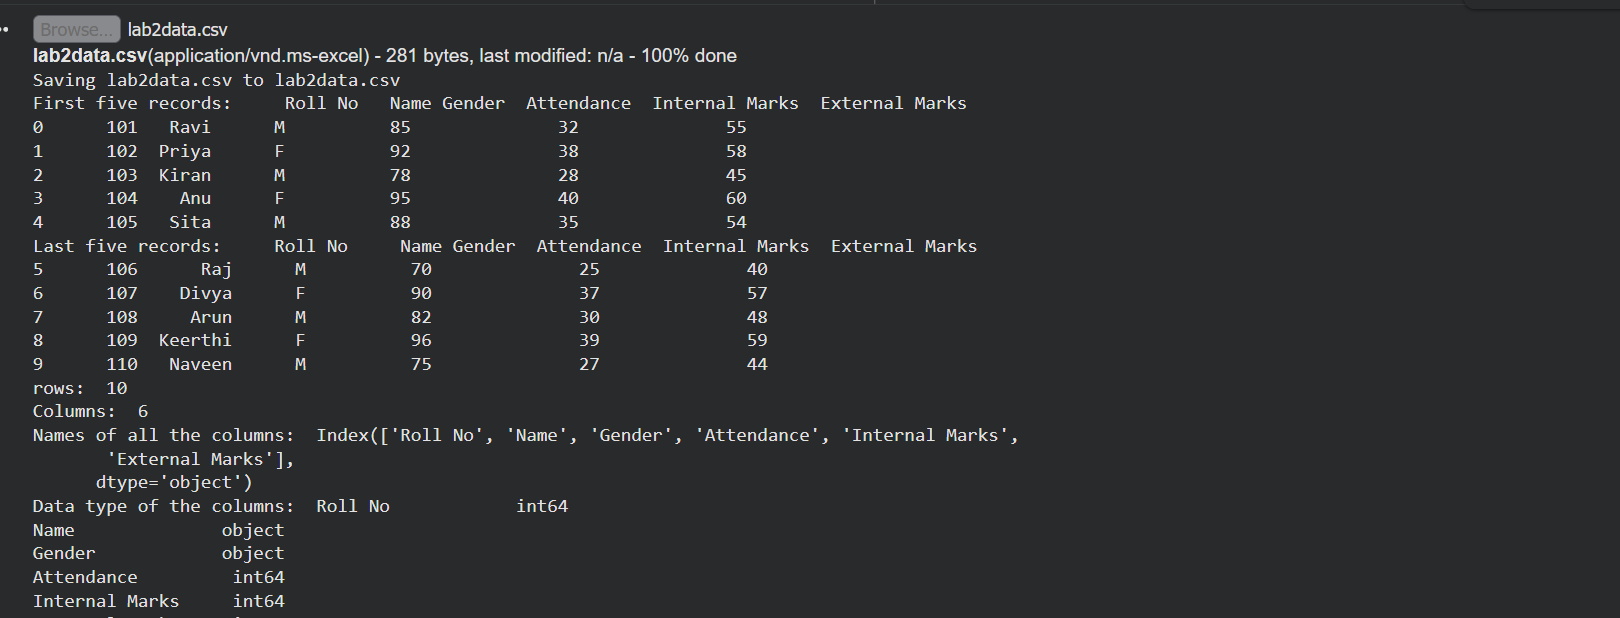 Browse... lab2data.csv
lab2data.csv(application/vnd.ms-excel) - 281 bytes, last modified: n/a - 100% done
Saving lab2data.csv to lab2data.csv
First five records:     Roll No   Name Gender  Attendance  Internal Marks  External Marks
0      101   Ravi      M          85              32              55
1      102  Priya      F          92              38              58
2      103  Kiran      M          78              28              45
3      104    Anu      F          95              40              60
4      105   Sita      M          88              35              54
Last five records:     Roll No     Name Gender  Attendance  Internal Marks  External Marks
5      106      Raj      M          70              25              40
6      107    Divya      F          90              37              57
7      108     Arun      M          82              30              48
8      109  Keerthi      F          96              39              59
9      110   Naveen      M          75              27              44
rows:  10
Columns:  6
Names of all the columns:  Index(['Roll No', 'Name', 'Gender', 'Attendance', 'Internal Marks',
       'External Marks'],
      dtype='object')
Data type of the columns:  Roll No            int64
Name              object
Gender            object
Attendance         int64
Internal Marks     int64